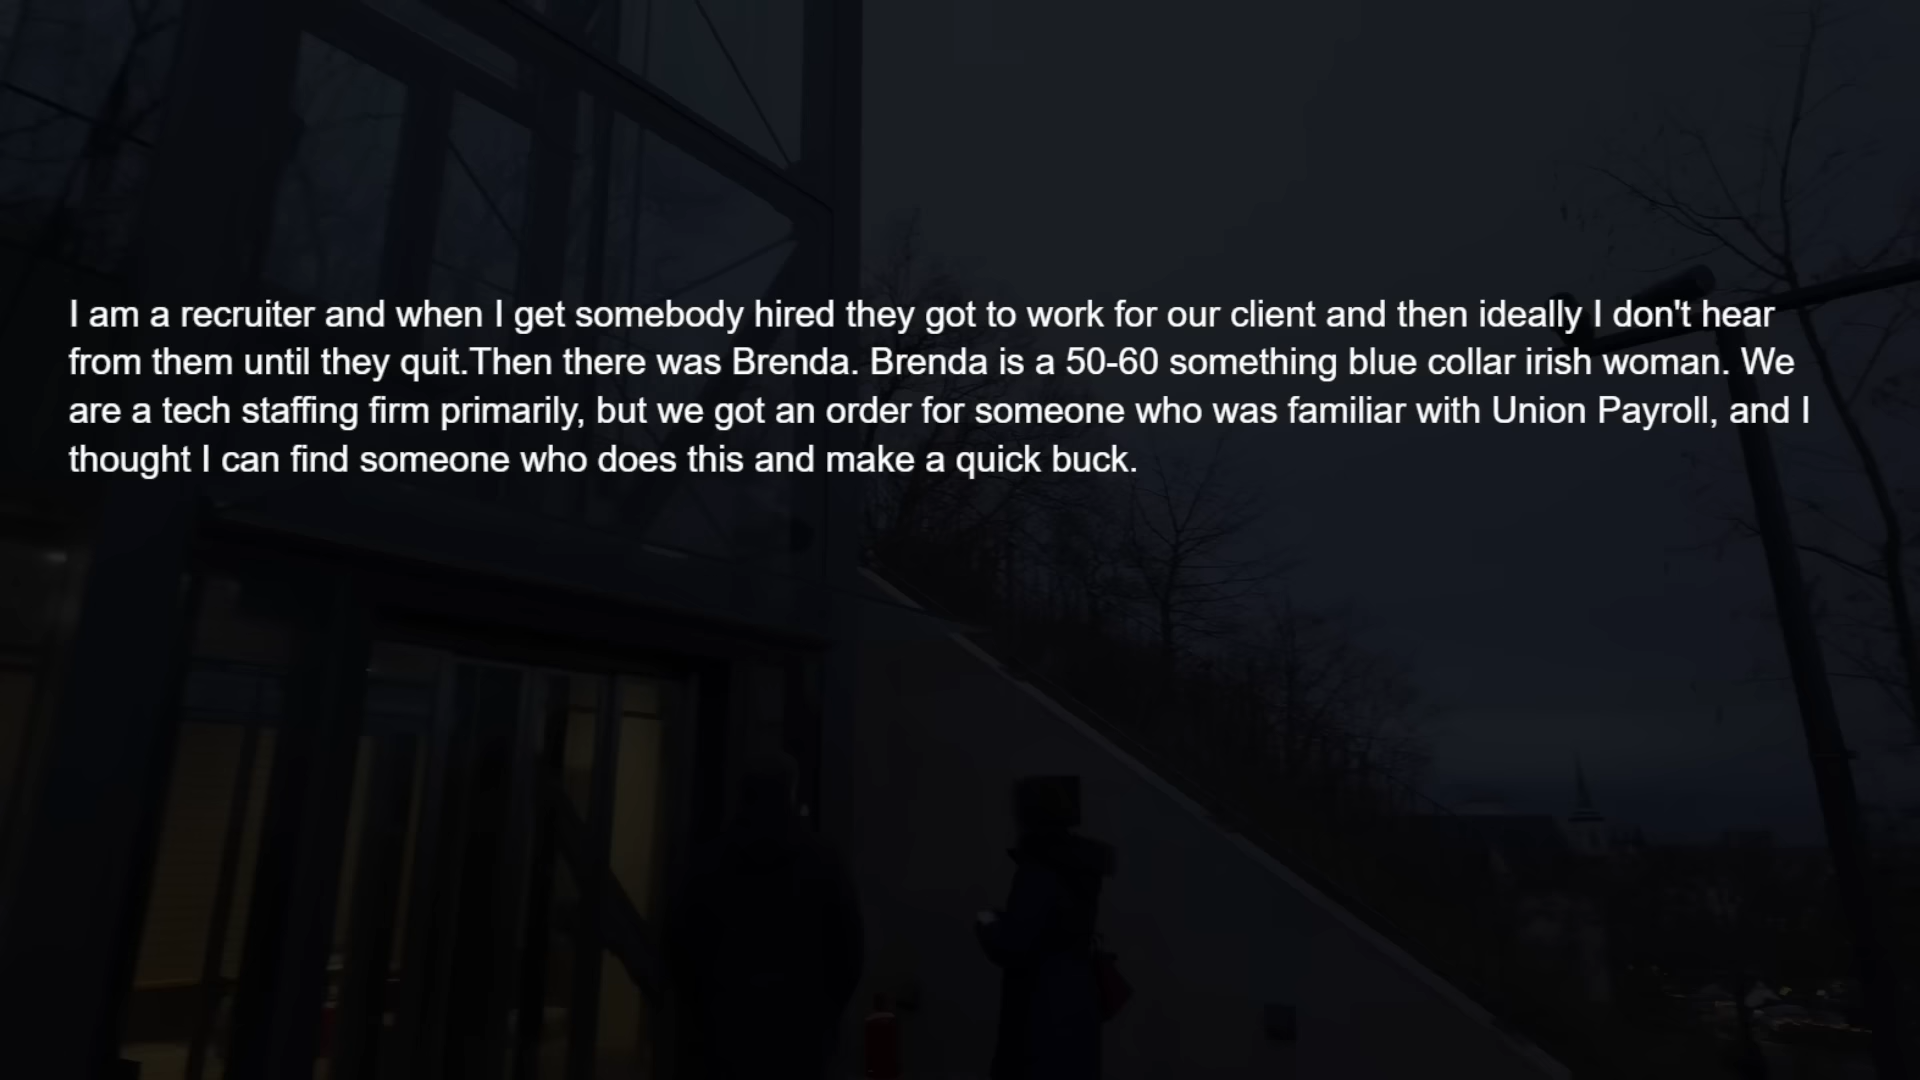 I am a recruiter and when I get somebody hired they got to work for our client and then ideally I don't hear
from them until they quit.Then there was Brenda. Brenda is a 50-60 something blue collar irish woman. We
are a tech staffing firm primarily, but we got an order for someone who was familiar with Union Payroll, and I
thought I can find someone who does this and make a quick buck.